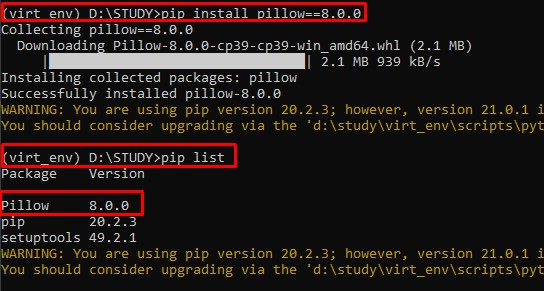 (virt_env) D:\STUDY>pip install pillow==8.0.0
Collecting pillow==8.0.0
  Downloading Pillow-8.0.0-cp39-cp39-win_amd64.whl (2.1 MB)
     |████████████████████████████████| 2.1 MB 939 kB/s
Installing collected packages: pillow
Successfully installed pillow-8.0.0
WARNING: You are using pip version 20.2.3; however, version 21.0.1 i
You should consider upgrading via the 'd:\study\virt_env\scripts\pyt
(virt_env) D:\STUDY>pip list
Package    Version
Pillow     8.0.0
pip        20.2.3
setuptools 49.2.1
WARNING: You are using pip version 20.2.3; however, version 21.0.1 i
You should consider upgrading via the 'd:\study\virt_env\scripts\pyt